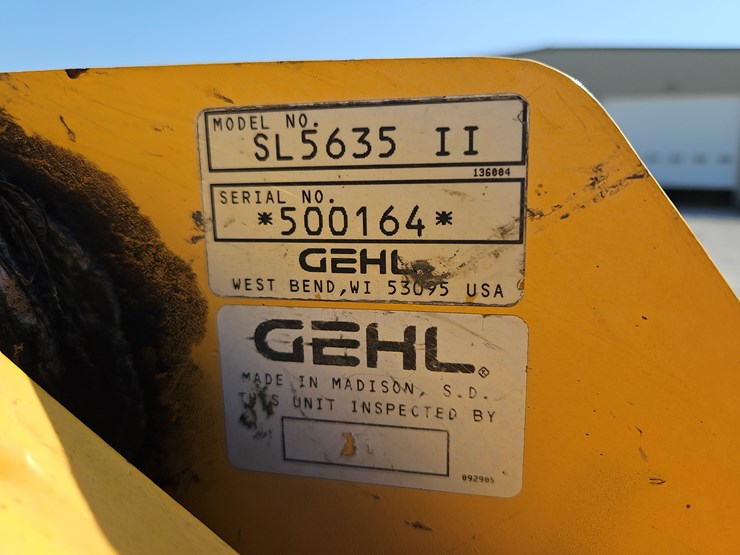 MODEL NO.
SL5635 II
136004
SERIAL NO.
*500164*
GEHL
WEST BEND,WI 53095 USA
GEHL®
MADE IN MADISON, S.D.
THIS UNIT INSPECTED BY
092905